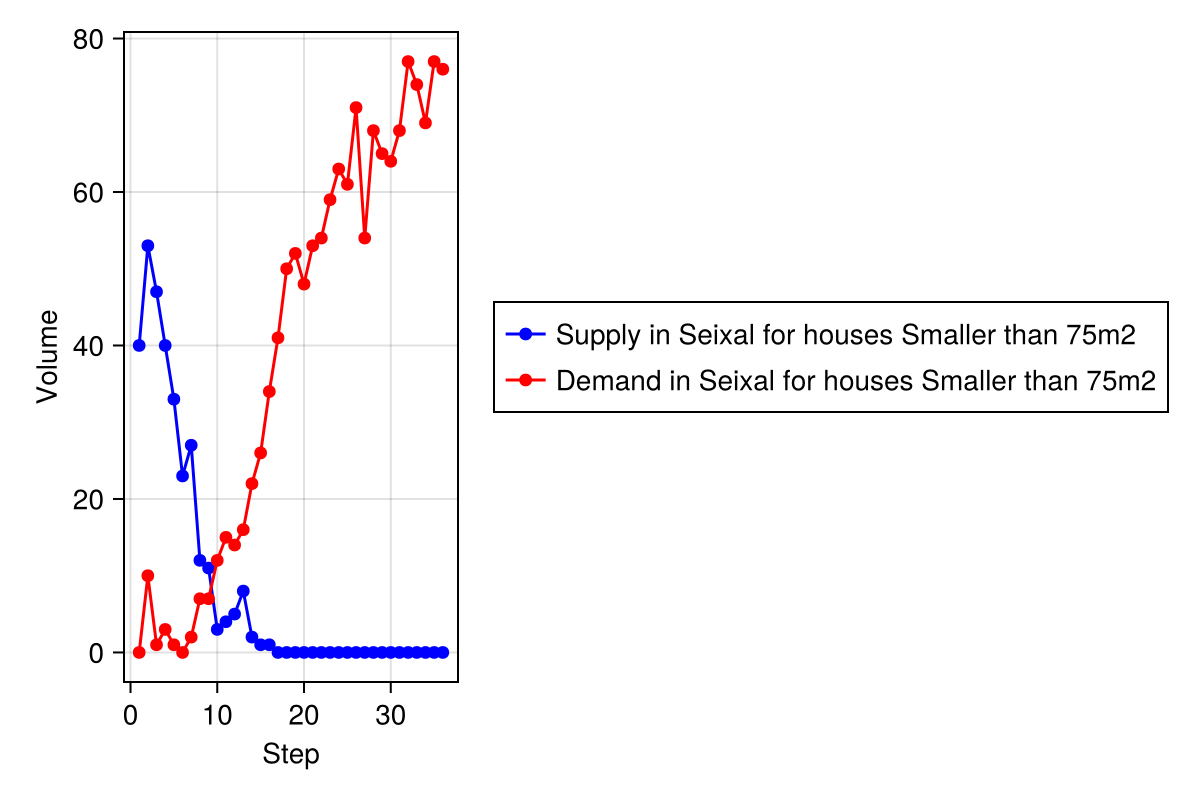 80
60
40
20
0
Volume
0 10 20 30
Step
Supply in Seixal for houses Smaller than 75m2
Demand in Seixal for houses Smaller than 75m2